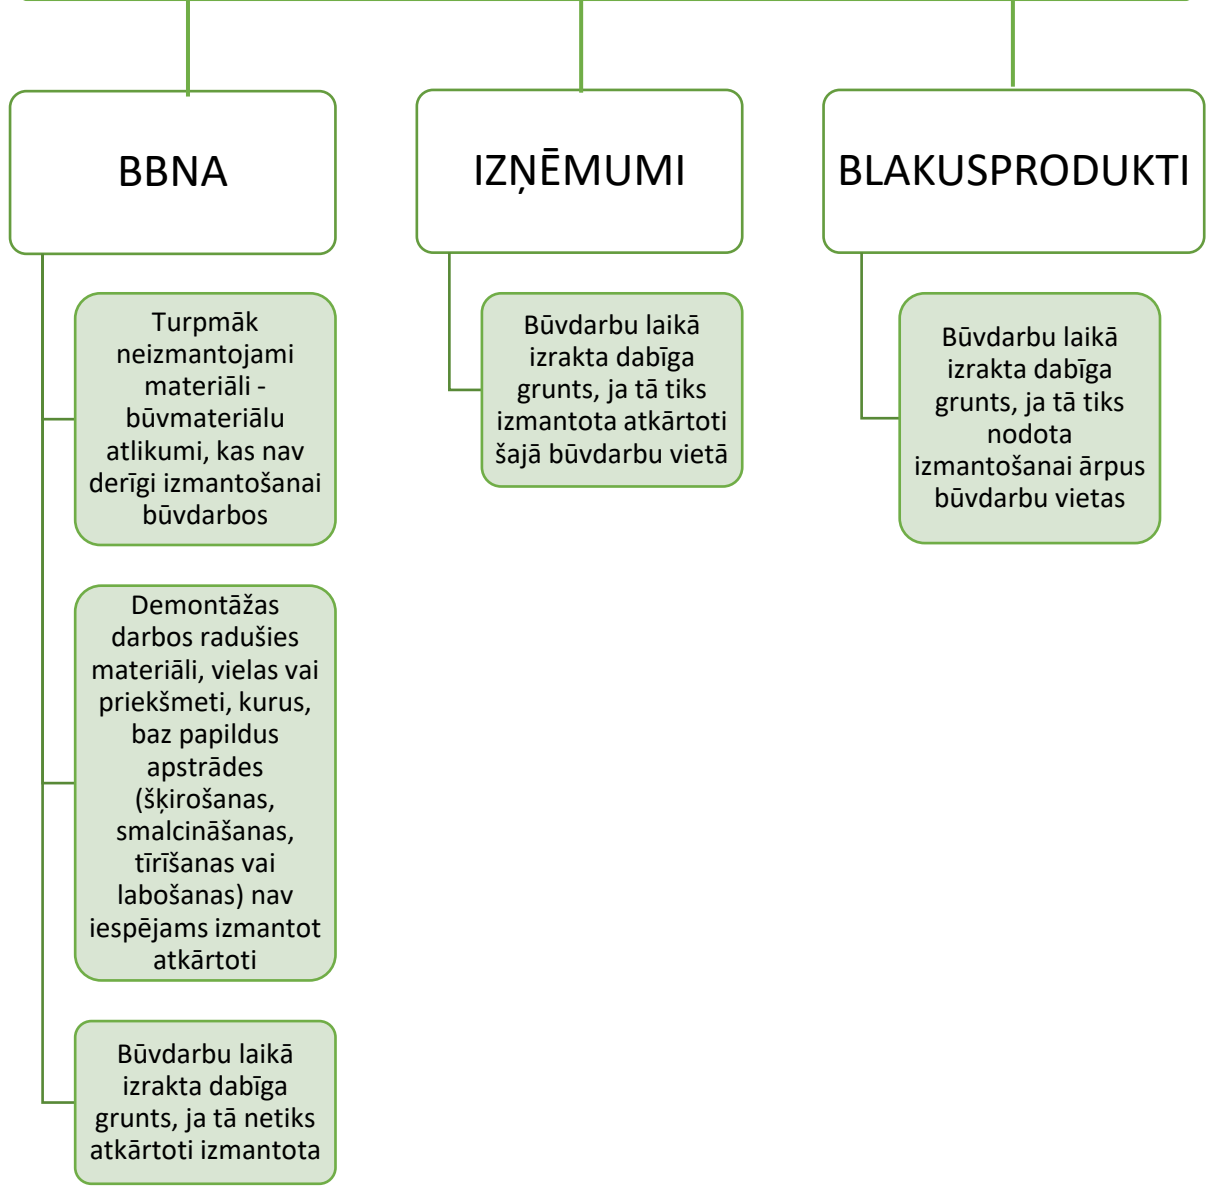 BBNA
Turpmāk
neizmantojami
materiāli -
būvmateriālu
atlikumi, kas nav
derīgi izmantošanai
būvdarbos
Demontāžas
darbos radušies
materiāli, vielas vai
priekšmeti, kurus,
baz papildus
apstrādes
(šķirošanas,
smalcināšanas,
tīrīšanas vai
labošanas) nav
iespējams izmantot
atkārtoti
Būvdarbu laikā
izrakta dabīga
grunts, ja tā netiks
atkārtoti izmantota
IZŅĒMUMI
Būvdarbu laikā
izrakta dabīga
grunts, ja tā tiks
izmantota atkārtoti
šajā būvdarbu vietā
BLAKUSPRODUKTI
Būvdarbu laikā
izrakta dabīga
grunts, ja tā tiks
nodota
izmantošanai ārpus
būvdarbu vietas